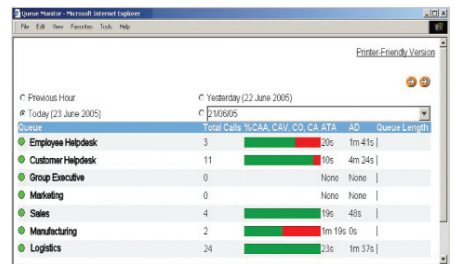 Queue Monitor - Microsoft Internet Explorer
File Edit View Favorites Tools Help
Printer-Friendly Version
Previous Hour Yesterday (22 June 2005)
Today (23 June 2005) 21/06/05
Queue Total Calls %CAA, CAV, CO, CA ATA AD Queue Length
Employee Helpdesk 3 20s 1m 41s
Customer Helpdesk 11 10s 4m 24s
Group Executive 0 None None
Marketing 0 None None
Sales 4 19s 48s
Manufacturing 2 1m 19s 0s
Logistics 24 23s 1m 37s